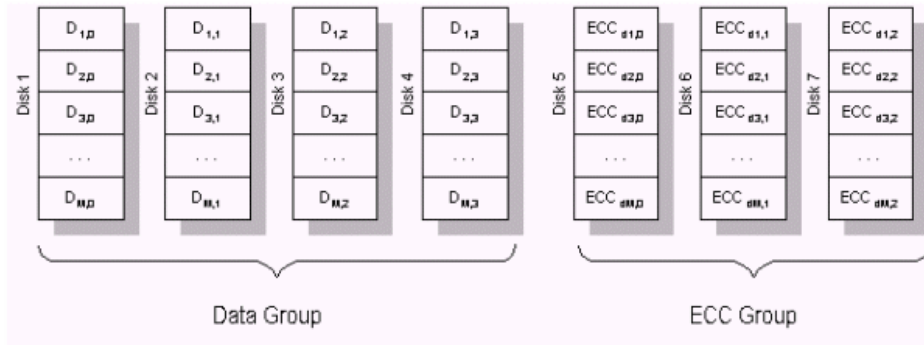 D1,0 D1,1 D1,2 D1,3 ECC d1,0 ECC d1,1 ECC d1,2
D2,0 D2,1 D2,2 D2,3 ECC d2,0 ECC d2,1 ECC d2,2
D3,0 D3,1 D3,2 D3,3 ECC d3,0 ECC d3,1 ECC d3,2
. . . . . . . . . . . . . . . . . . . . .
DM,0 DM,1 DM,2 DM,3 ECC dM,0 ECC dM,1 ECC dM,2
Disk 1
Disk 2
Disk 3
Disk 4
Disk 5
Disk 6
Disk 7
Data Group
ECC Group